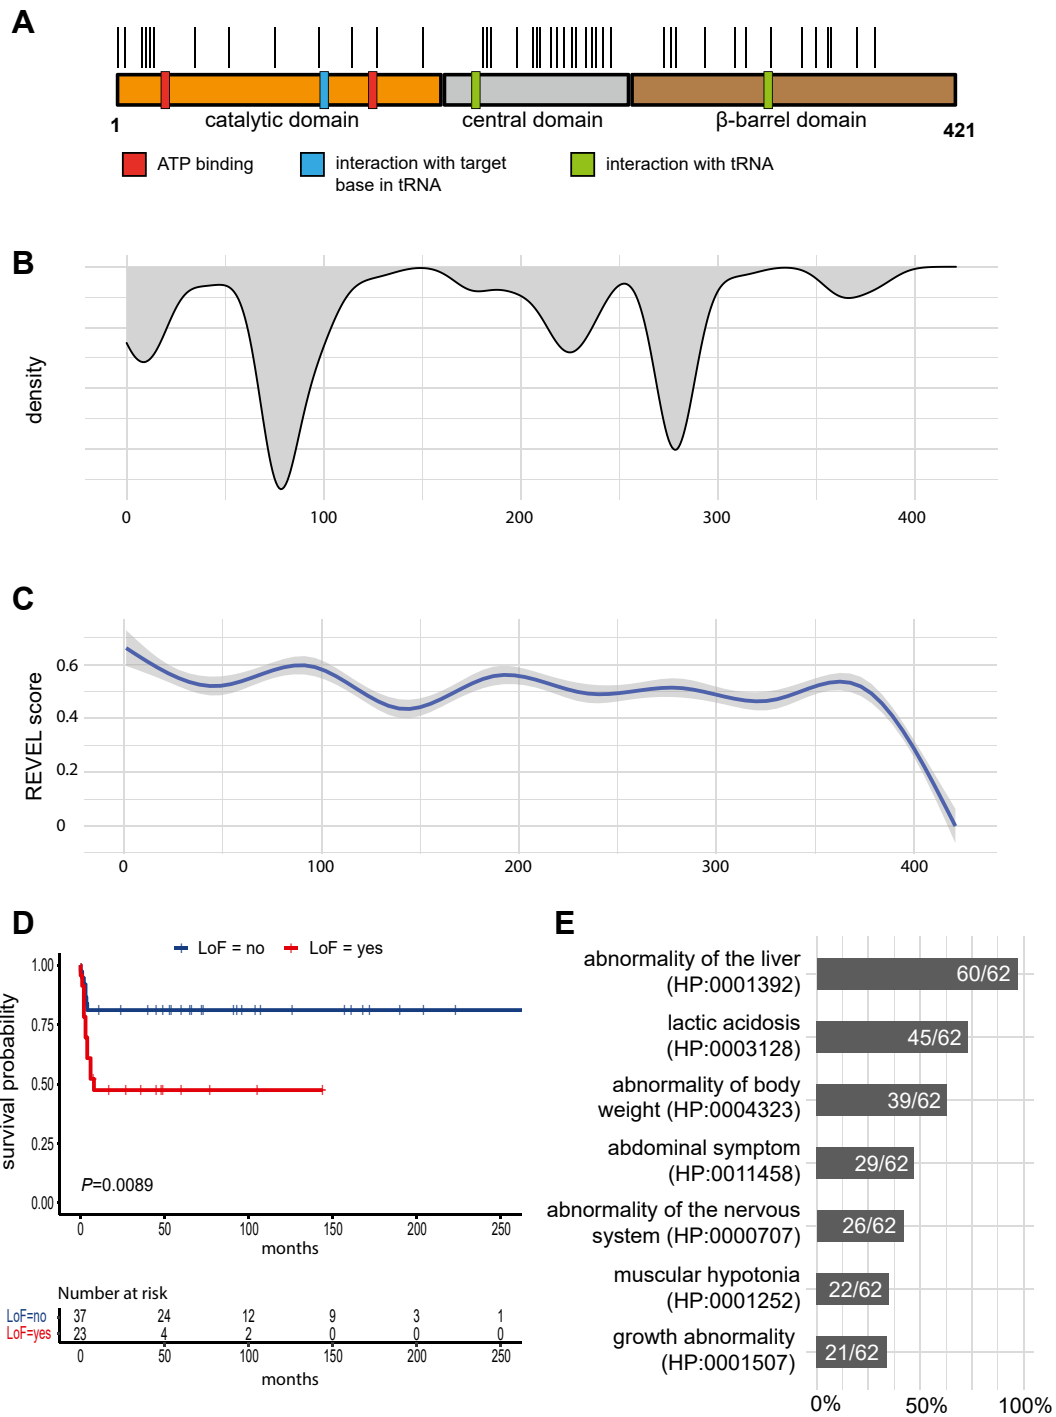 A
1
catalytic domain
central domain
β-barrel domain
421
ATP binding
interaction with target
base in tRNA
interaction with tRNA
B
density
0 100 200 300 400
C
REVEL score
0.6
0.4
0.2
0
0 100 200 300 400
D
LoF = no LoF = yes
survival probability
1.00
0.75
0.50
0.25
0.00
P=0.0089
0 50 100 150 200 250
months
Number at risk
LoF=no 37 24 12 9 3 1
LoF=yes 23 4 2 0 0 0
0 50 100 150 200 250
months
E
abnormality of the liver
(HP:0001392)
60/62
lactic acidosis
(HP:0003128)
45/62
abnormality of body
weight (HP:0004323)
39/62
abdominal symptom
(HP:0011458)
29/62
abnormality of the nervous
system (HP:0000707)
26/62
muscular hypotonia
(HP:0001252)
22/62
growth abnormality
(HP:0001507)
21/62
0% 50% 100%